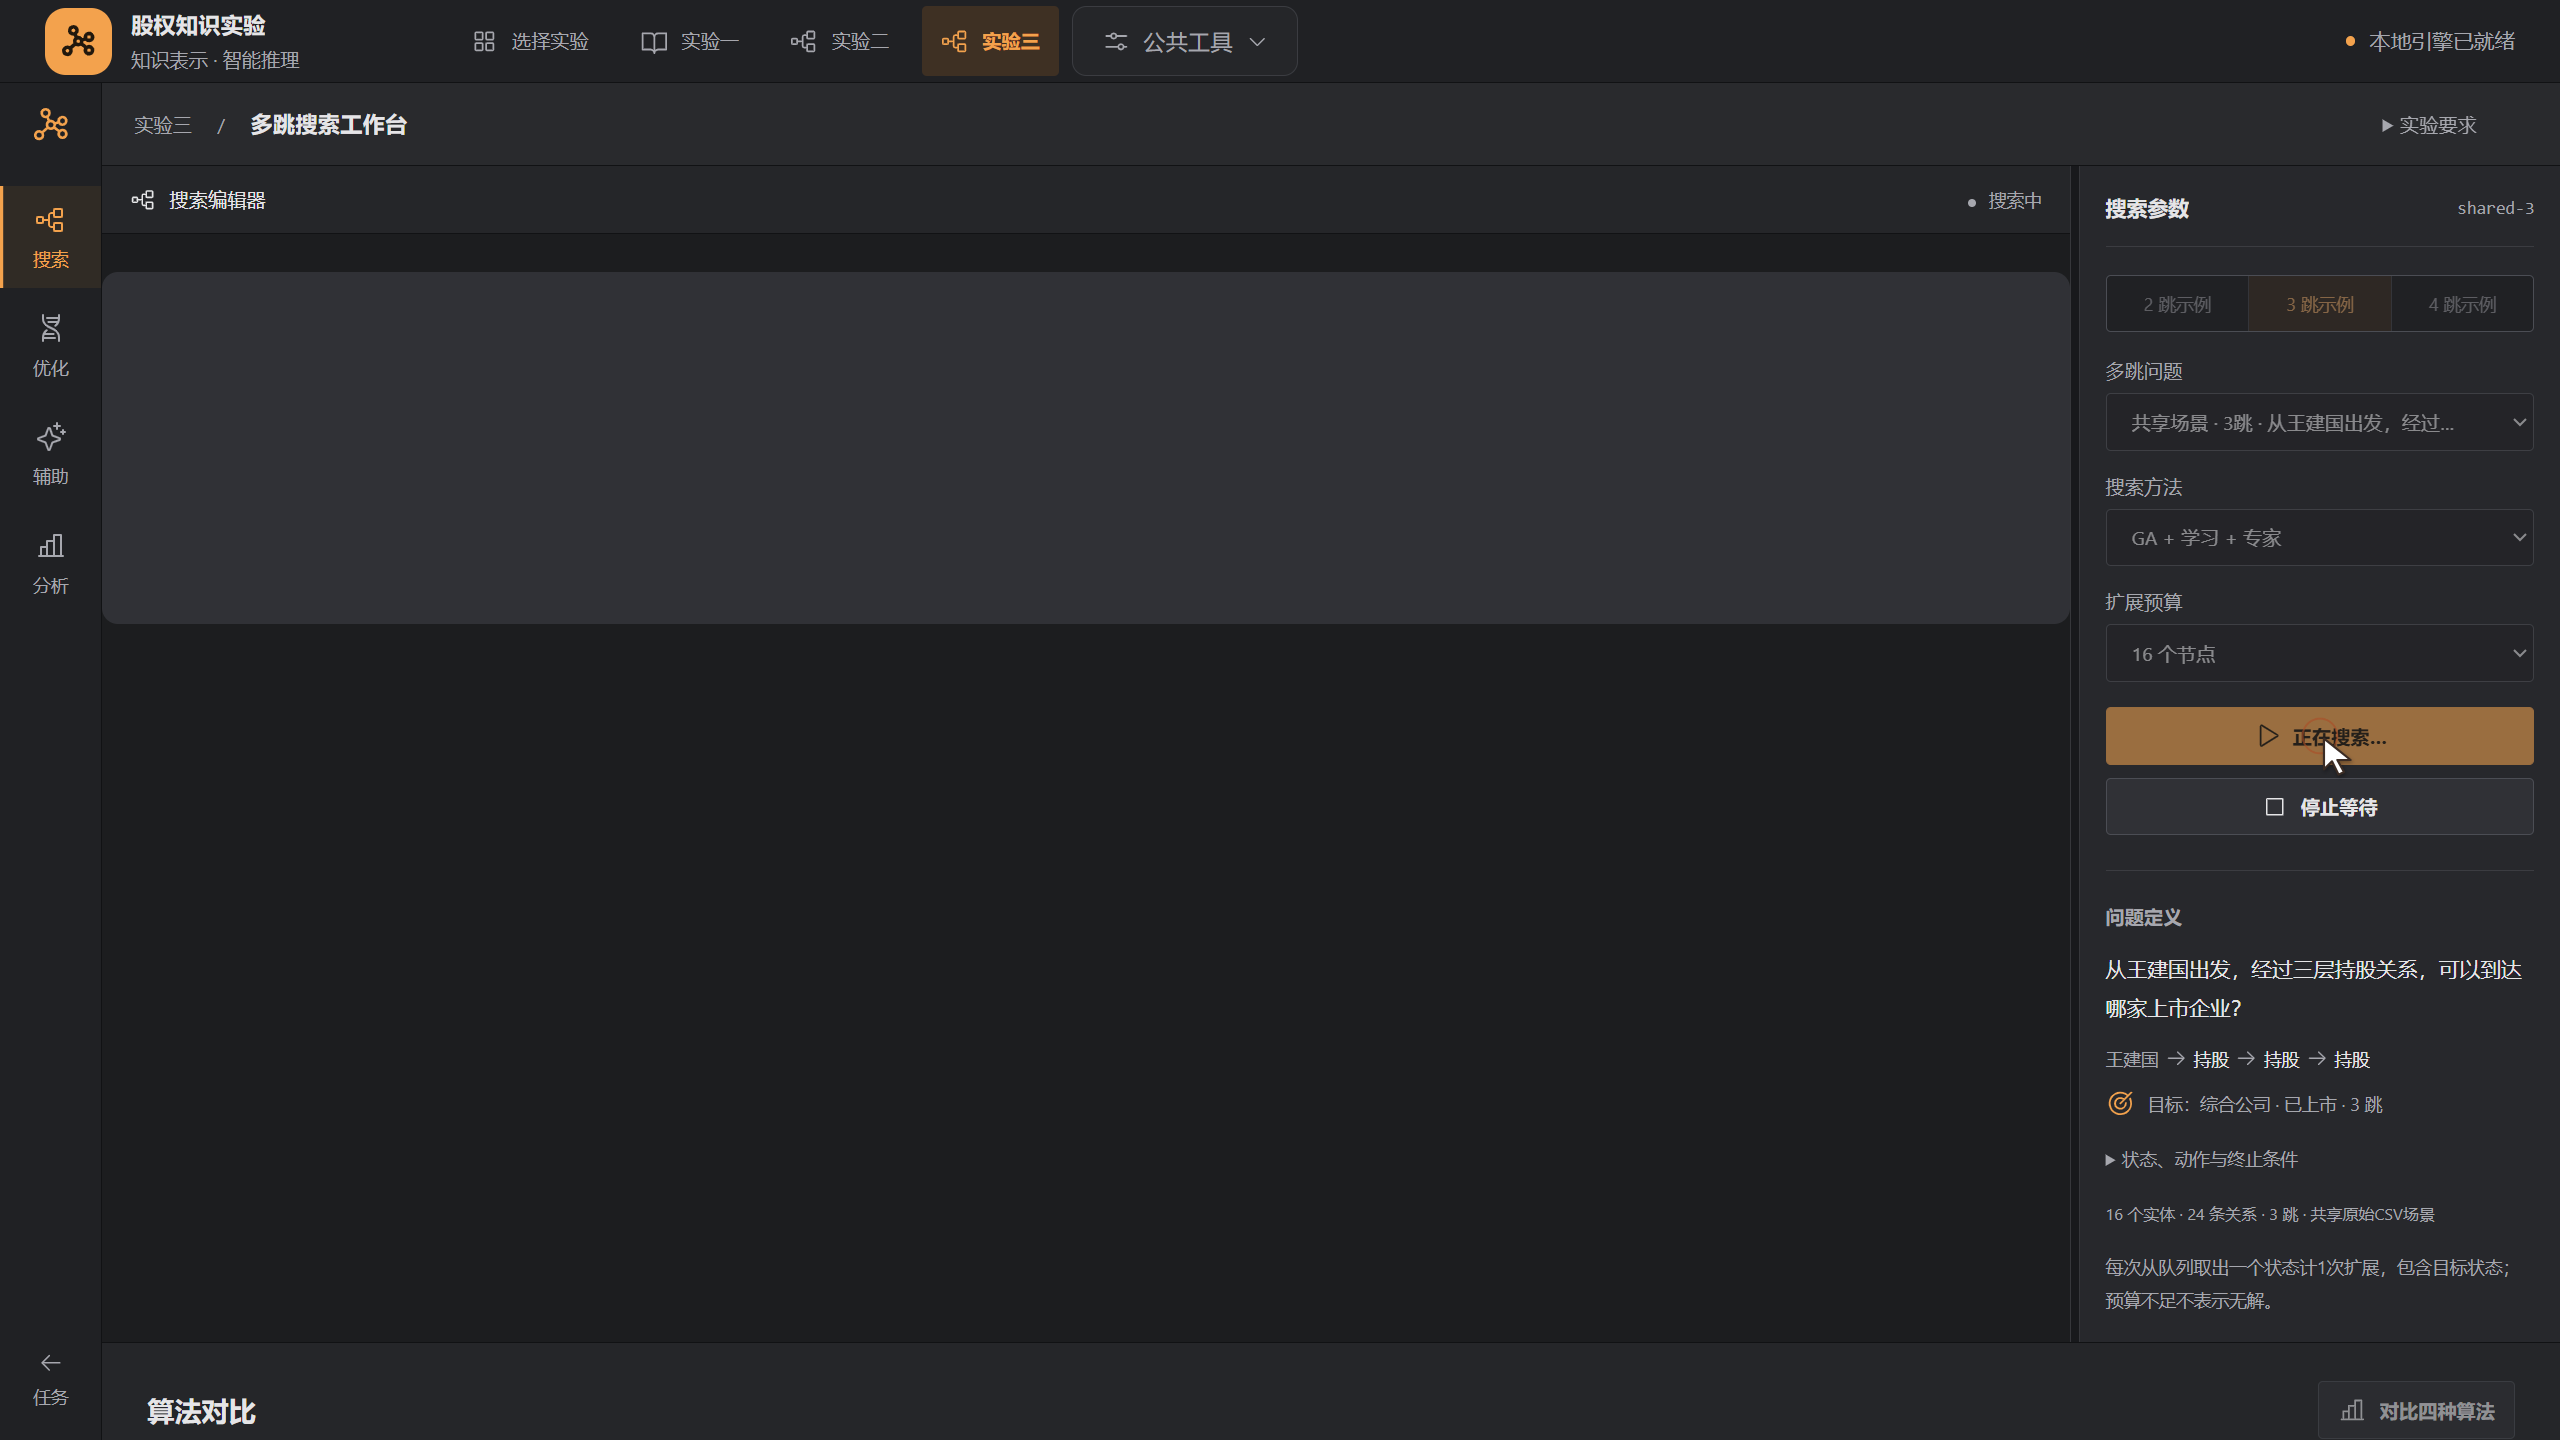 股权知识实验
知识表示 · 智能推理
选择实验
实验一
实验二
实验三
公共工具
本地引擎已就绪
实验三 / 多跳搜索工作台
实验要求
搜索
优化
辅助
分析
任务
搜索编辑器
搜索中
搜索参数
shared-3
2 跳示例
3 跳示例
4 跳示例
多跳问题
共享场景 · 3跳 · 从王建国出发，经过...
搜索方法
GA + 学习 + 专家
扩展预算
16 个节点
正在搜索...
停止等待
问题定义
从王建国出发，经过三层持股关系，可以到达
哪家上市企业？
王建国 → 持股 → 持股 → 持股
目标：综合公司 · 已上市 · 3 跳
状态、动作与终止条件
16 个实体 · 24 条关系 · 3 跳 · 共享原始CSV场景
每次从队列取出一个状态计1次扩展，包含目标状态；
预算不足不表示无解。
算法对比
对比四种算法